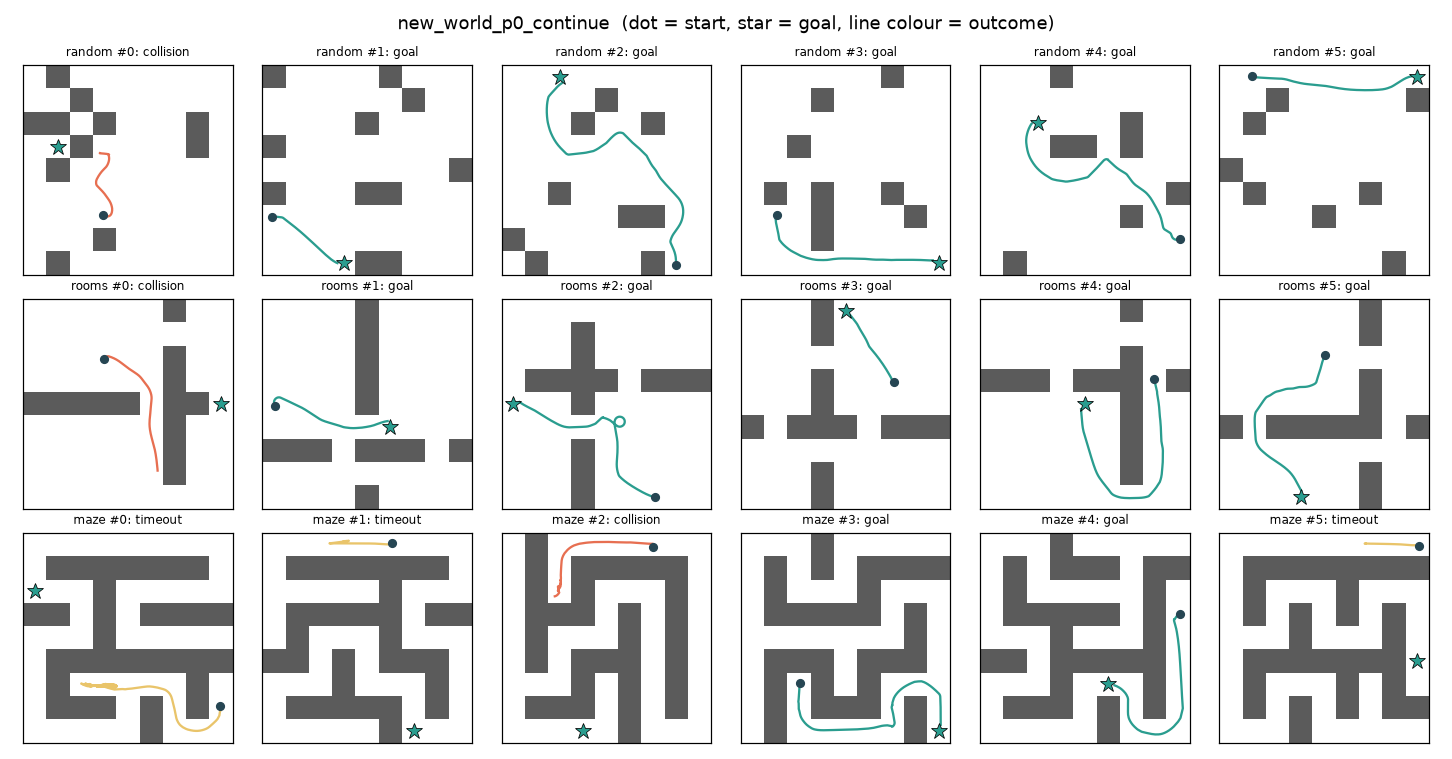 new_world_p0_continue  (dot = start, star = goal, line colour = outcome)
random #0: collision
random #1: goal
random #2: goal
random #3: goal
random #4: goal
random #5: goal
rooms #0: collision
rooms #1: goal
rooms #2: goal
rooms #3: goal
rooms #4: goal
rooms #5: goal
maze #0: timeout
maze #1: timeout
maze #2: collision
maze #3: goal
maze #4: goal
maze #5: timeout